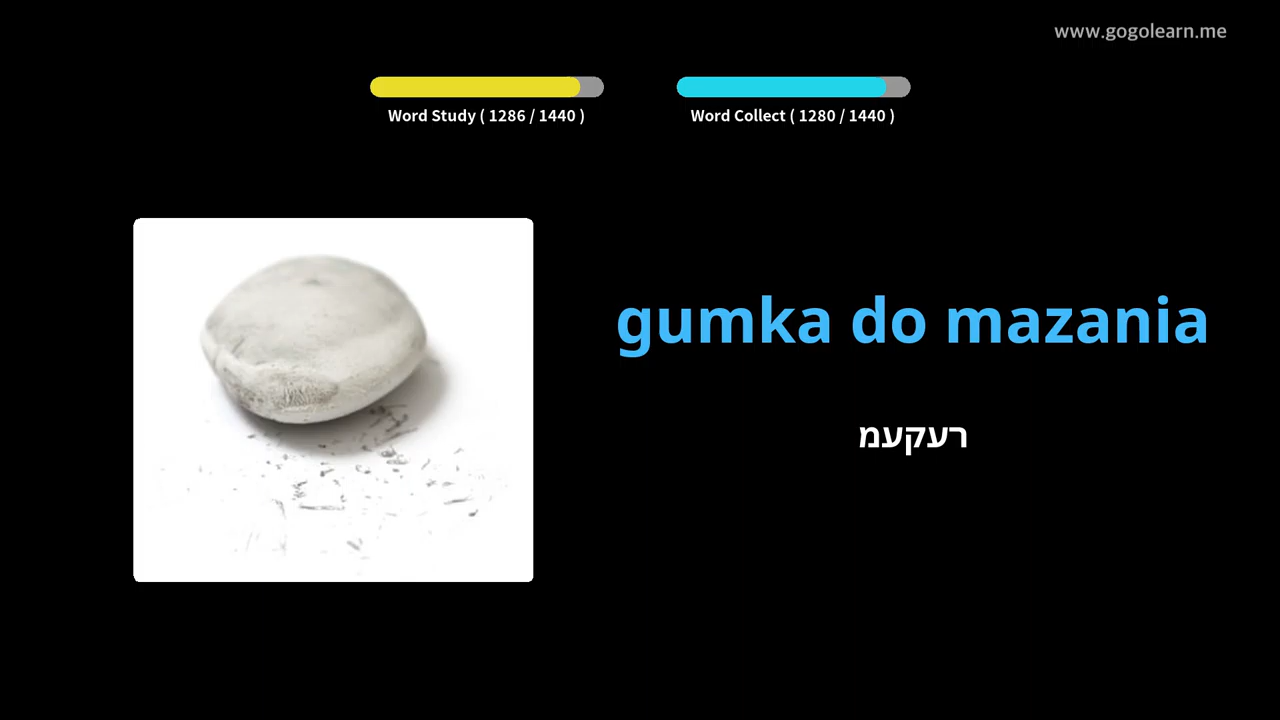 www.gogolearn.me
Word Study ( 1286 / 1440 )
Word Collect ( 1280 / 1440 )
gumka do mazania
רעקעמ